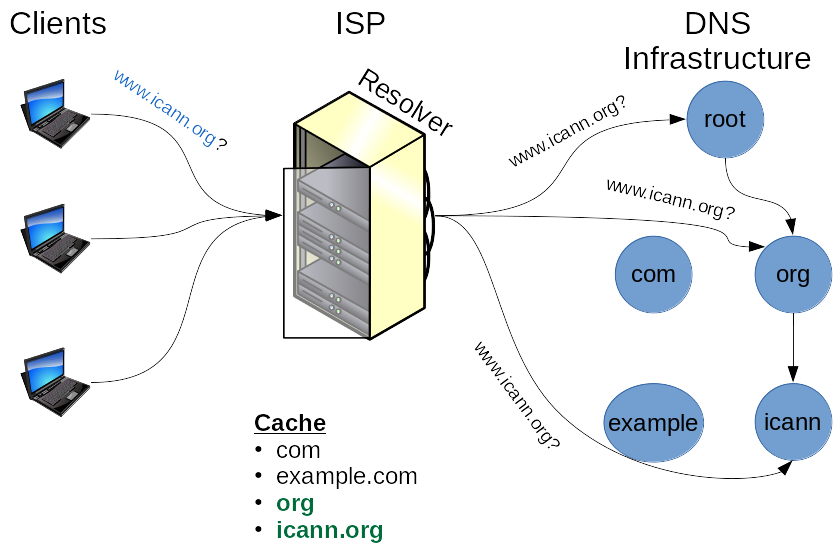 Clients
ISP
DNS
Infrastructure
www.icann.org?
Resolver
www.icann.org?
root
www.icann.org?
com
org
www.icann.org?
example
icann
Cache
• com
• example.com
• org
• icann.org